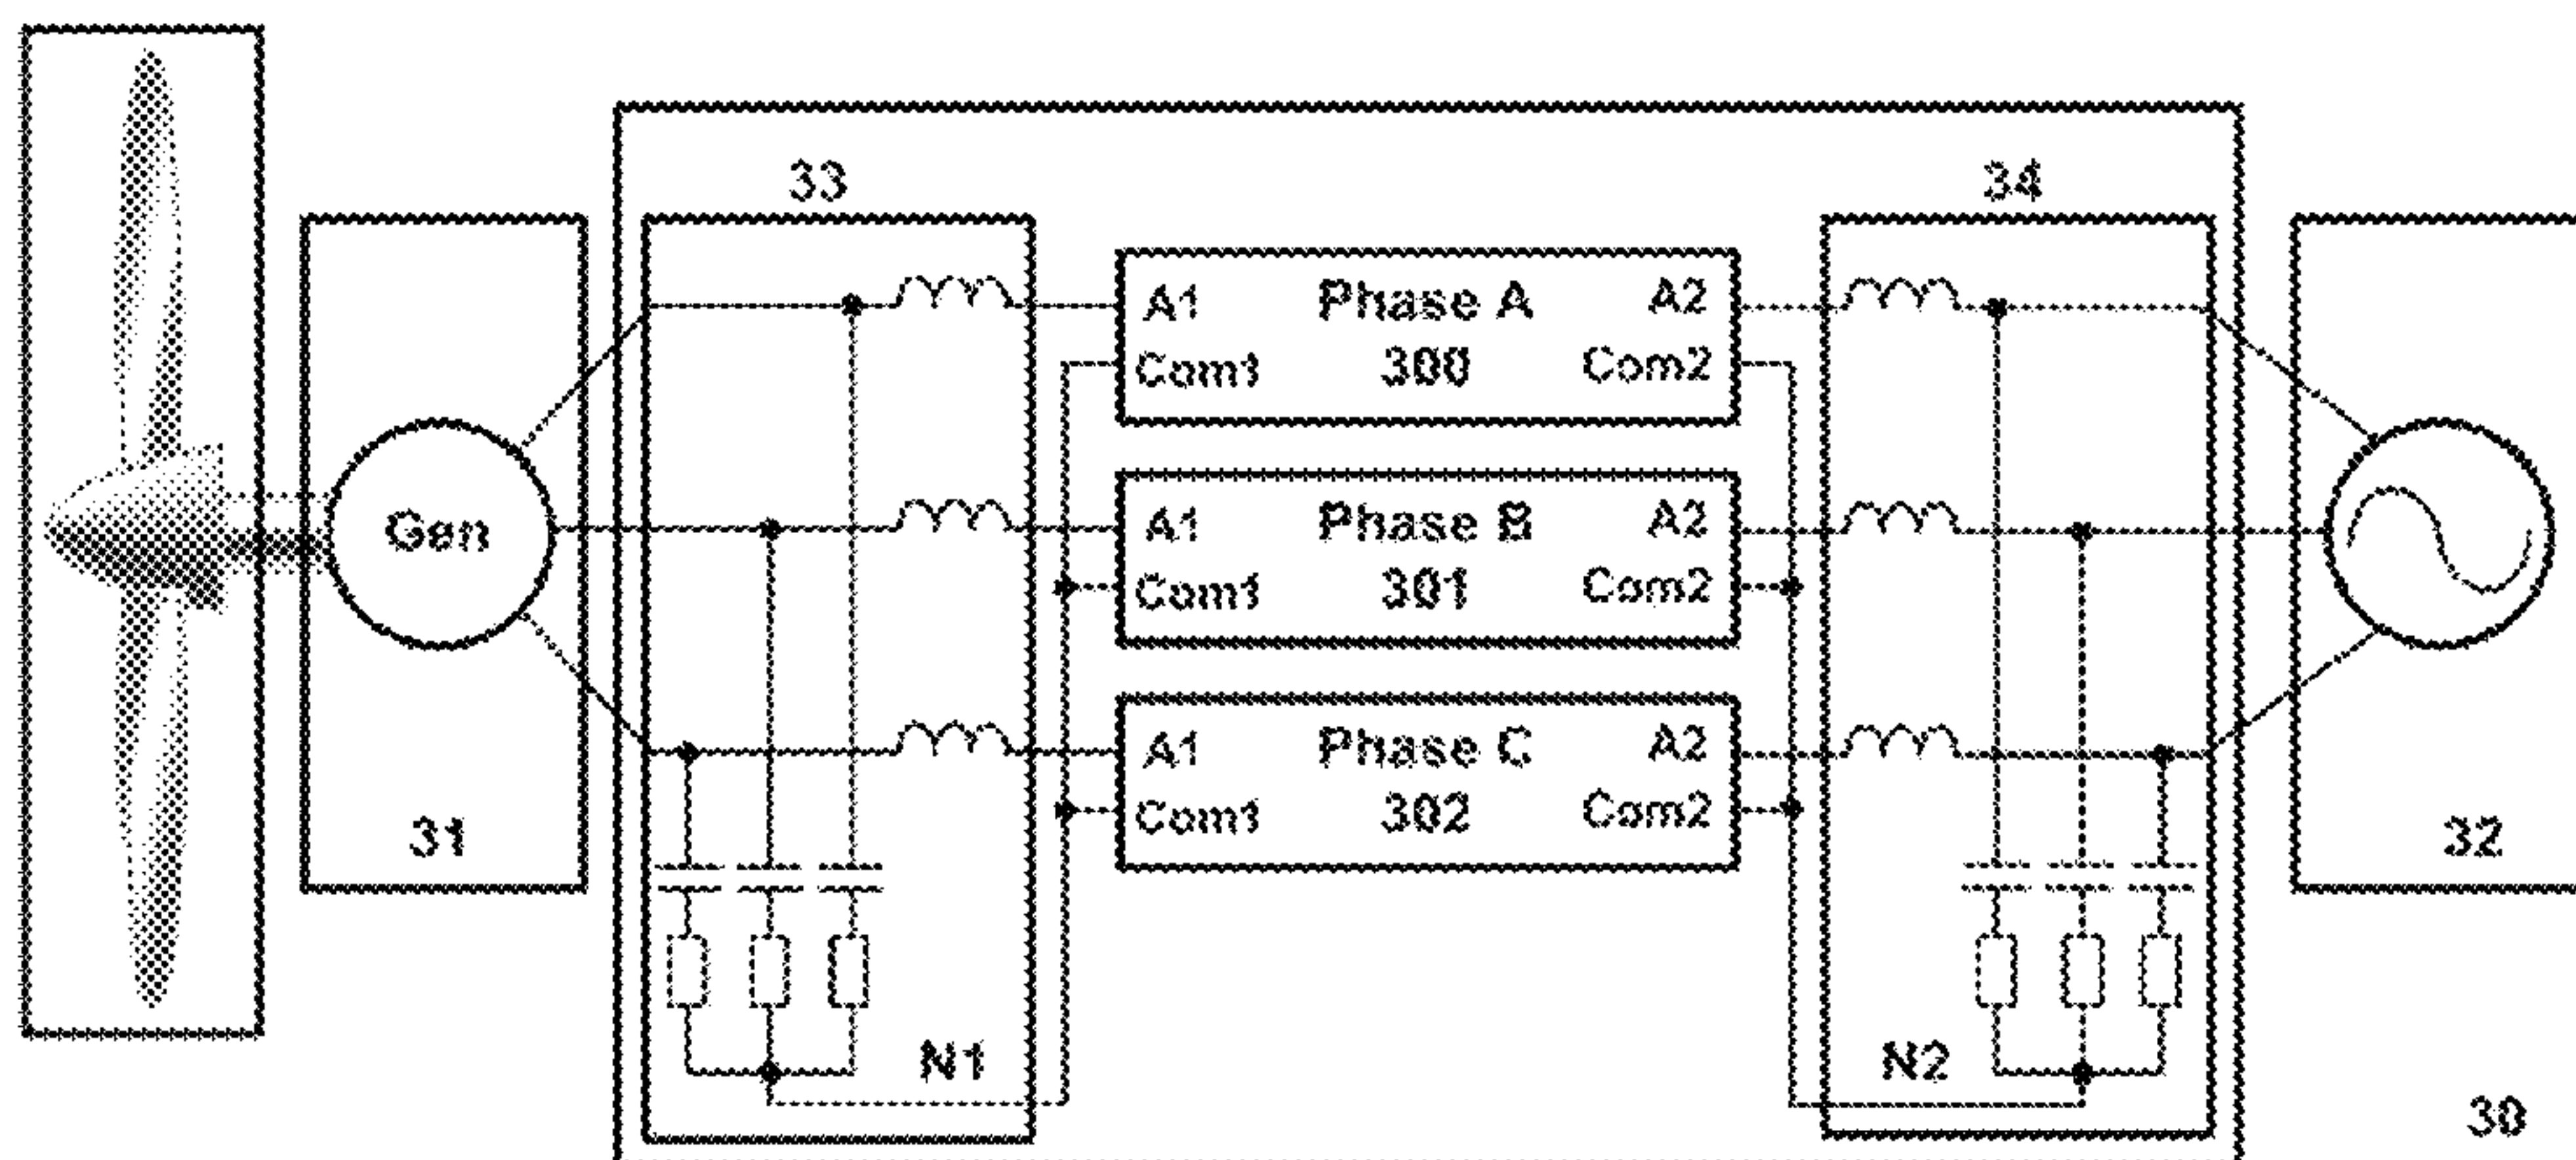 33
34
A1 Phase A A2
Com1 300 Com2
Gen
A1 Phase B A2
Com1 301 Com2
A1 Phase C A2
Com1 302 Com2
31
32
N1
N2
30